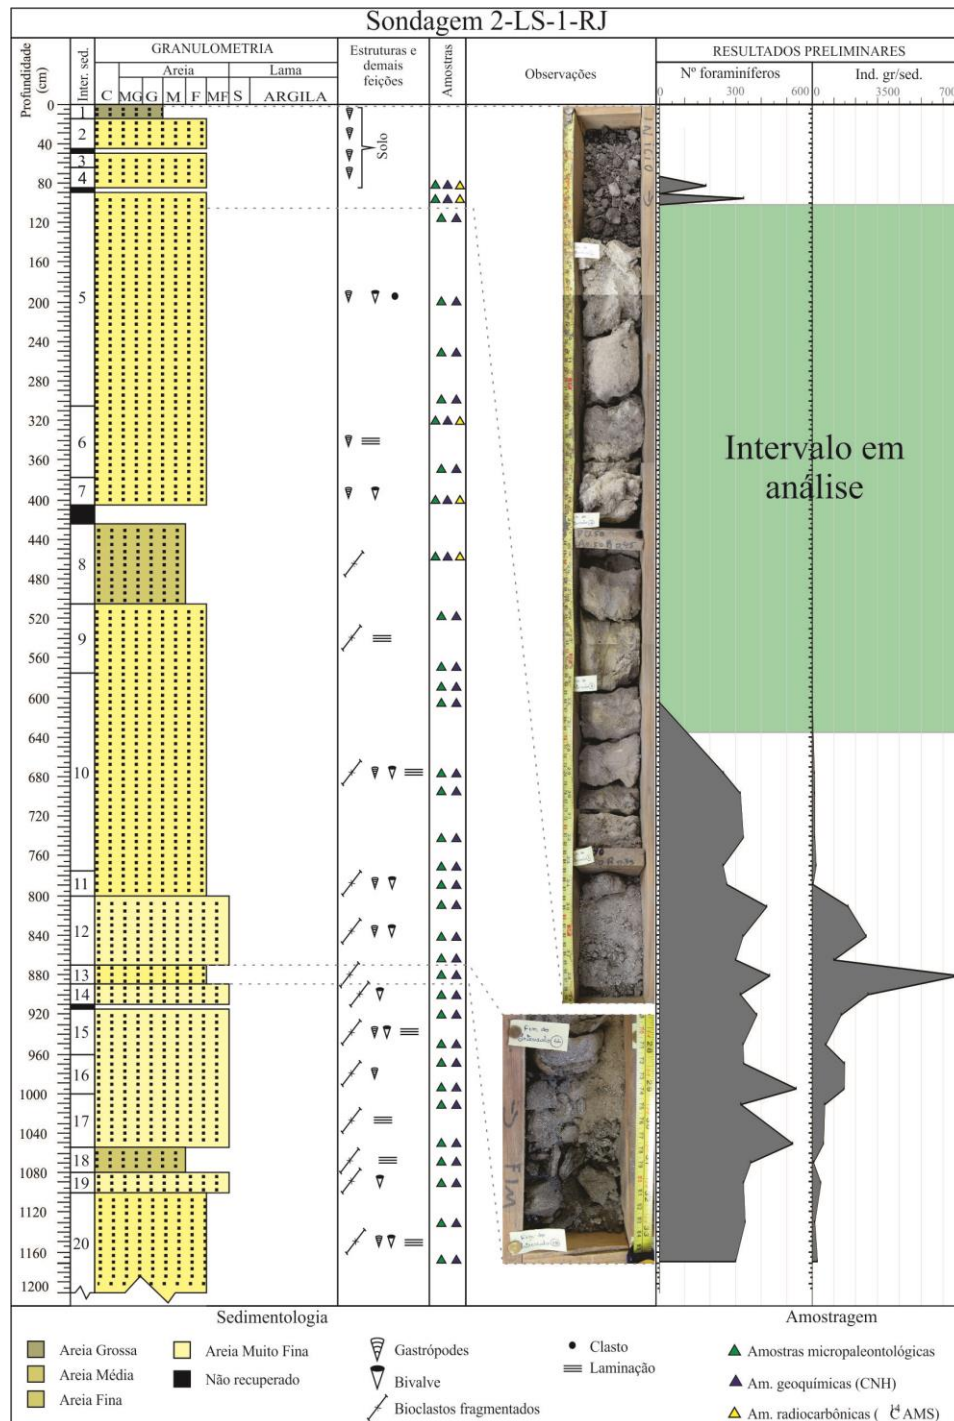 Sondagem 2-LS-1-RJ
Profundidade (cm)
Inter. sed.
GRANULOMETRIA
Areia
Lama
C MG G M F MF S ARGILA
Estruturas e demais feições
Amostras
Observações
RESULTADOS PRELIMINARES
Nº foraminíferos
Ind. gr/sed.
0 300 600
0 3500 700
0
40
80
120
160
200
240
280
320
360
400
440
480
520
560
600
640
680
720
760
800
840
880
920
960
1000
1040
1080
1120
1160
1200
1
2
3
4
5
6
7
8
9
10
11
12
13
14
15
16
17
18
19
20
Solo
Intervalo em análise
FIM
Sedimentologia
Areia Grossa
Areia Média
Areia Fina
Areia Muito Fina
Não recuperado
Gastrópodes
Bivalve
Bioclastos fragmentados
Clasto
Laminação
Amostragem
Amostras micropaleontológicas
Am. geoquímicas (CNH)
Am. radiocarbônicas (¹⁴C AMS)